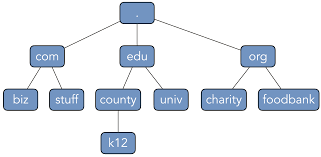 .
com edu org
biz stuff county univ charity foodbank
k12